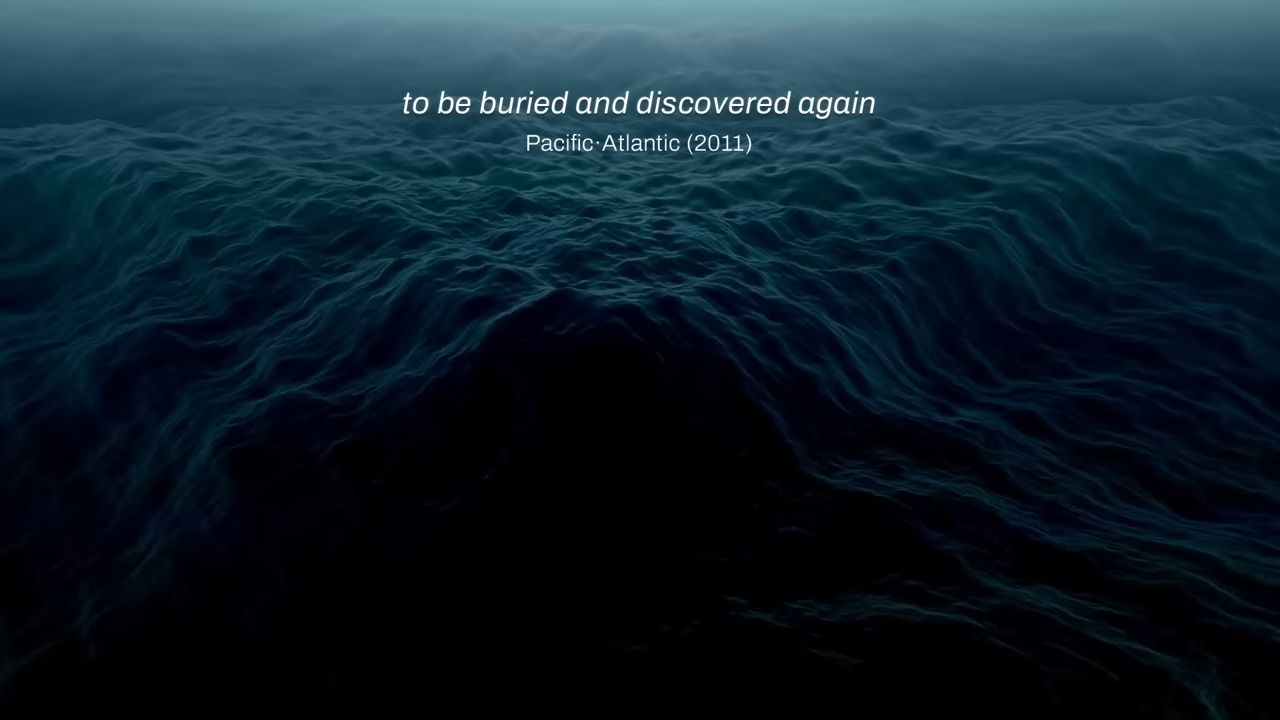 to be buried and discovered again
Pacific·Atlantic (2011)